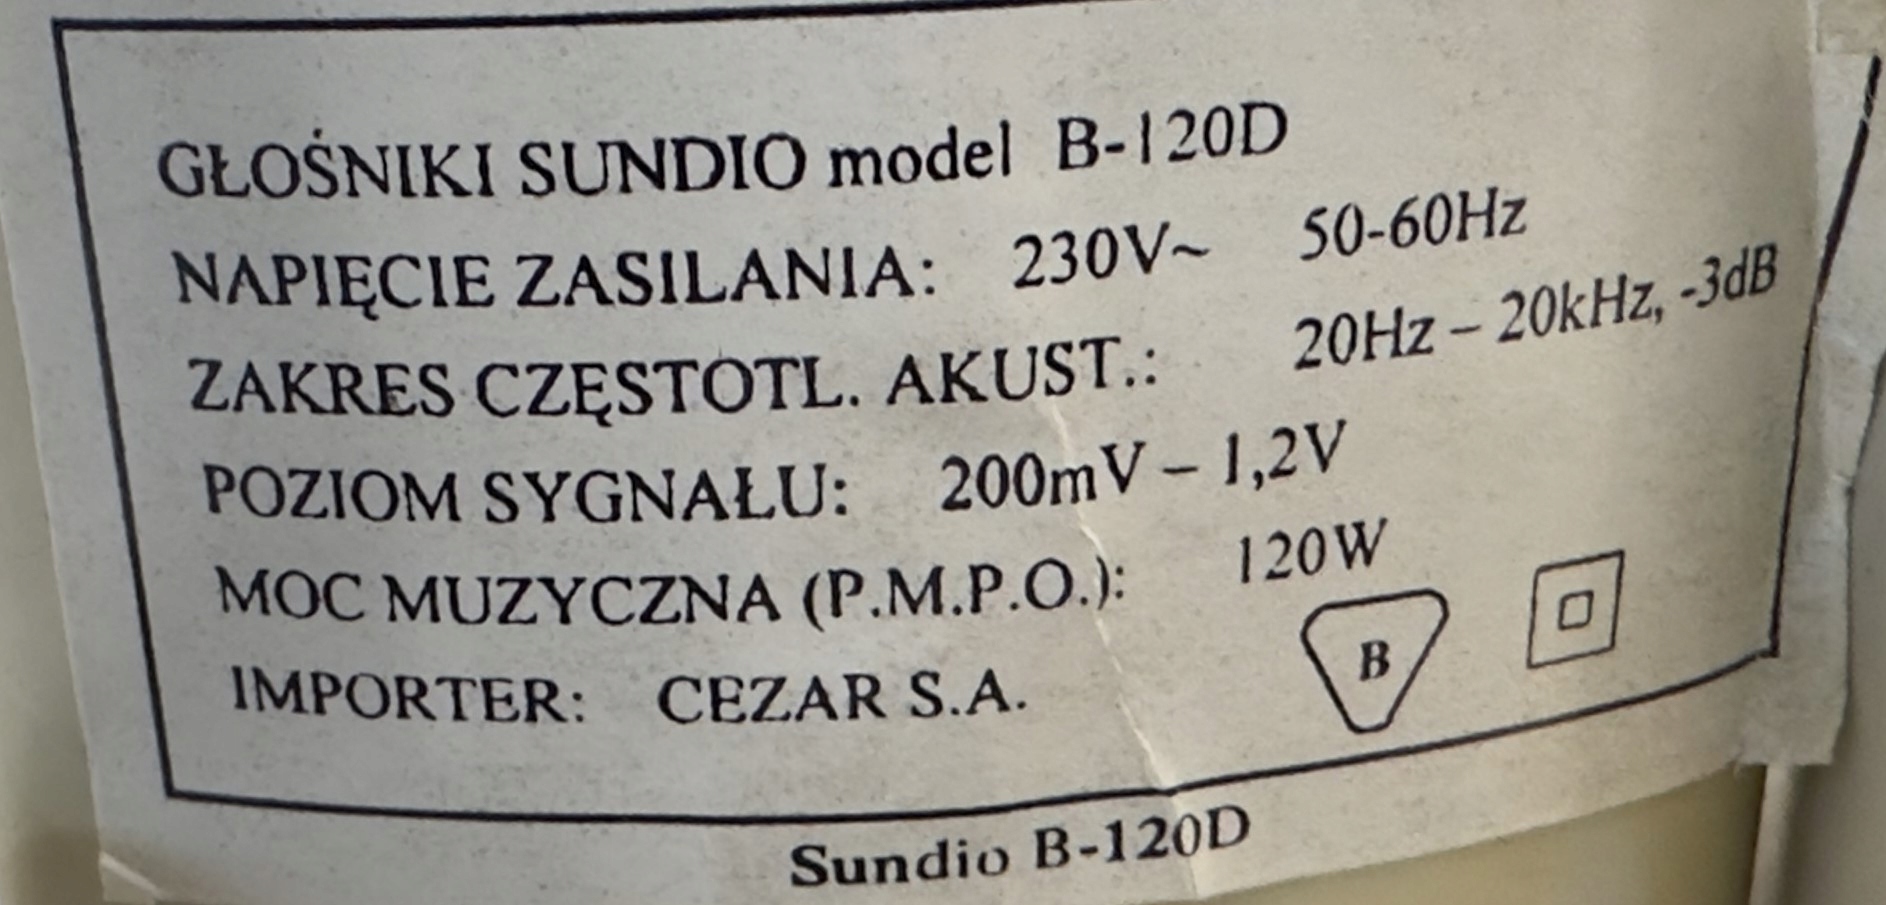 GŁOŚNIKI SUNDIO model B-120D
NAPIĘCIE ZASILANIA: 230V~ 50-60Hz
ZAKRES CZĘSTOTL. AKUST.: 20Hz – 20kHz, -3dB
POZIOM SYGNAŁU: 200mV – 1,2V
MOC MUZYCZNA (P.M.P.O.): 120W
IMPORTER: CEZAR S.A.
B
Sundio B-120D